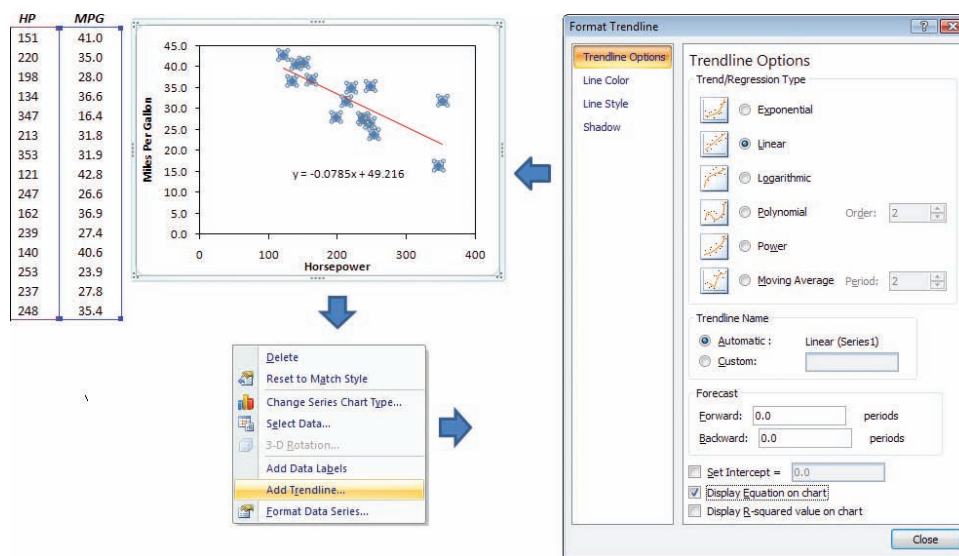 HP MPG
151 41.0
220 35.0
198 28.0
134 36.6
347 16.4
213 31.8
353 31.9
121 42.8
247 26.6
162 36.9
239 27.4
140 40.6
253 23.9
237 27.8
248 35.4
45.0
40.0
35.0
30.0
25.0
20.0
15.0
10.0
5.0
0.0
Miles Per Gallon
y = -0.0785x + 49.216
0 100 200 300 400
Horsepower
Delete
Reset to Match Style
Change Series Chart Type...
Select Data...
3-D Rotation...
Add Data Labels
Add Trendline...
Format Data Series...
Format Trendline
Trendline Options
Line Color
Line Style
Shadow
Trendline Options
Trend/Regression Type
Exponential
Linear
Logarithmic
Polynomial Order: 2
Power
Moving Average Period: 2
Trendline Name
Automatic : Linear (Series1)
Custom:
Forecast
Forward: 0.0 periods
Backward: 0.0 periods
Set Intercept = 0.0
Display Equation on chart
Display R-squared value on chart
Close